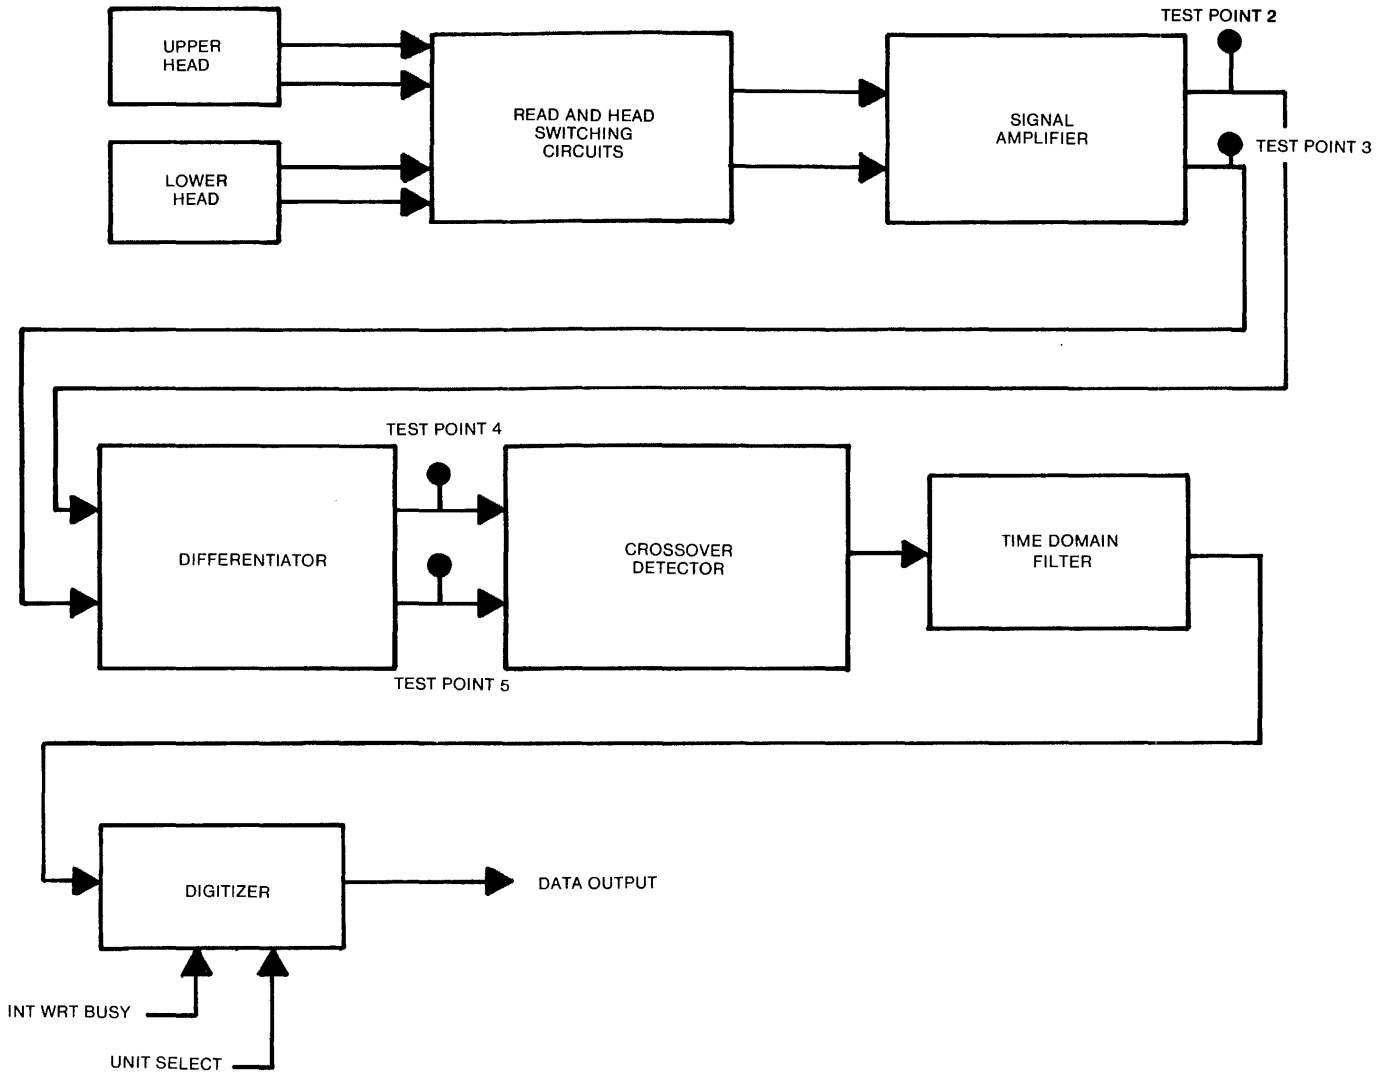 TEST POINT 2
UPPER
HEAD
READ AND HEAD
SWITCHING
CIRCUITS
SIGNAL
AMPLIFIER
TEST POINT 3
LOWER
HEAD
TEST POINT 4
DIFFERENTIATOR
CROSSOVER
DETECTOR
TIME DOMAIN
FILTER
TEST POINT 5
DIGITIZER
DATA OUTPUT
INT WRT BUSY
UNIT SELECT